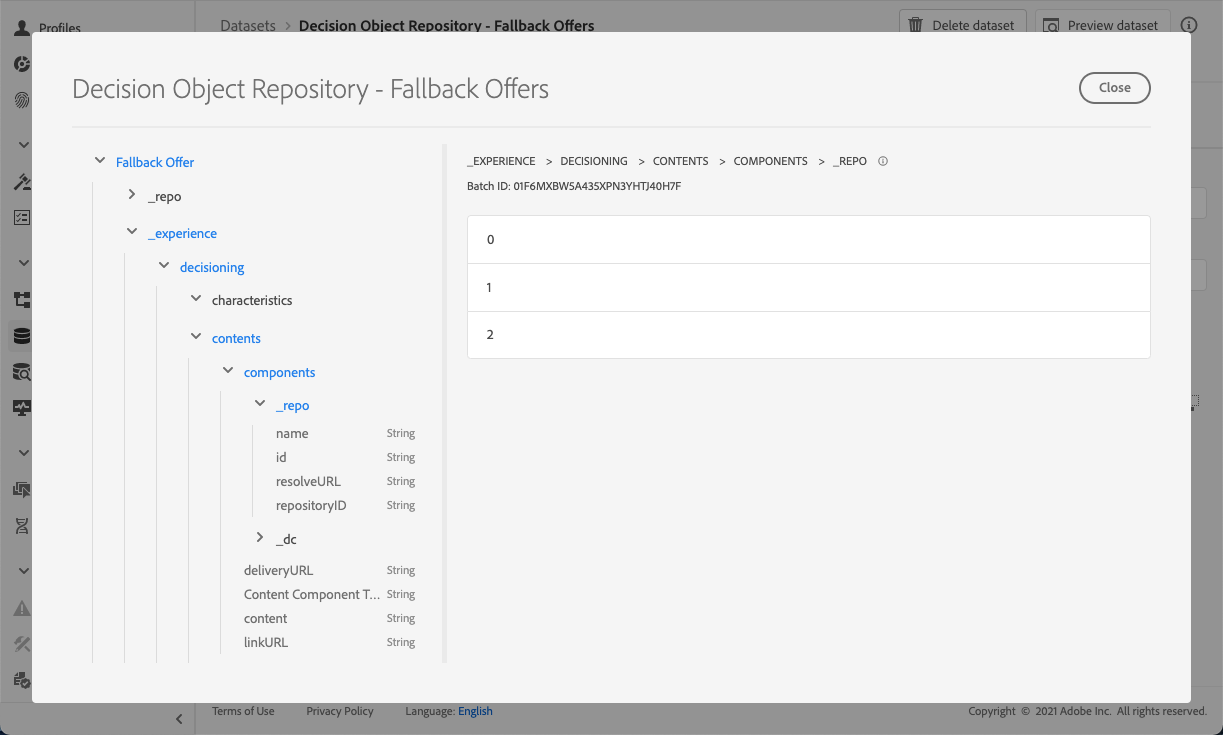 Profiles
Datasets > Decision Object Repository - Fallback Offers
Delete dataset
Preview dataset
Decision Object Repository - Fallback Offers
Close
Fallback Offer
_repo
_experience
decisioning
characteristics
contents
components
_repo
name String
id String
resolveURL String
repositoryID String
_dc
deliveryURL String
Content Component T... String
content String
linkURL String
_EXPERIENCE > DECISIONING > CONTENTS > COMPONENTS > _REPO
Batch ID: 01F6MXBWSA435XPN3YHTJ40H7F
0
1
2
Terms of Use Privacy Policy Language: English
Copyright © 2021 Adobe Inc. All rights reserved.